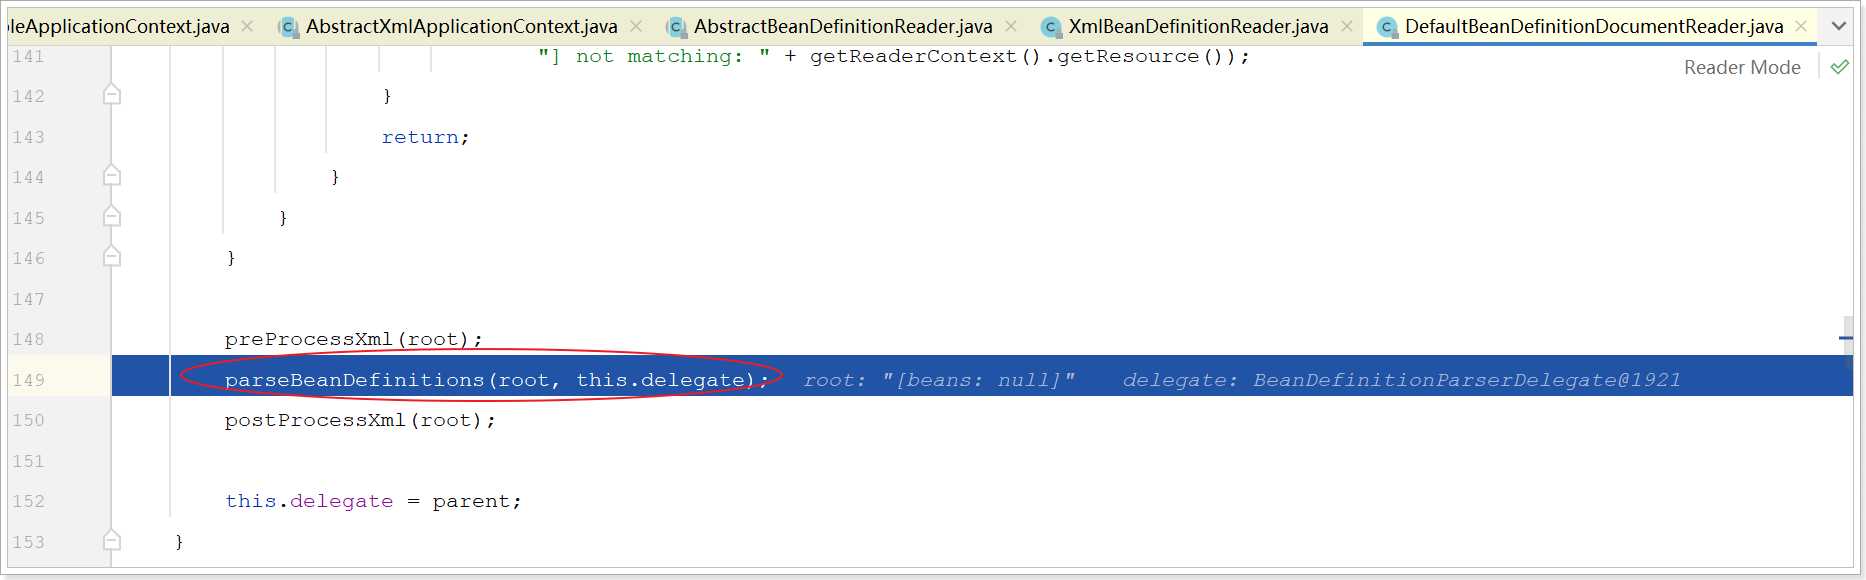 leApplicationContext.java AbstractXmlApplicationContext.java AbstractBeanDefinitionReader.java XmlBeanDefinitionReader.java DefaultBeanDefinitionDocumentReader.java
141 "] not matching: " + getReaderContext().getResource());
Reader Mode
142 }
143 return;
144 }
145 }
146 }
147
148 preProcessXml(root);
149 parseBeanDefinitions(root, this.delegate); root: "[beans: null]" delegate: BeanDefinitionParserDelegate@1921
150 postProcessXml(root);
151
152 this.delegate = parent;
153 }